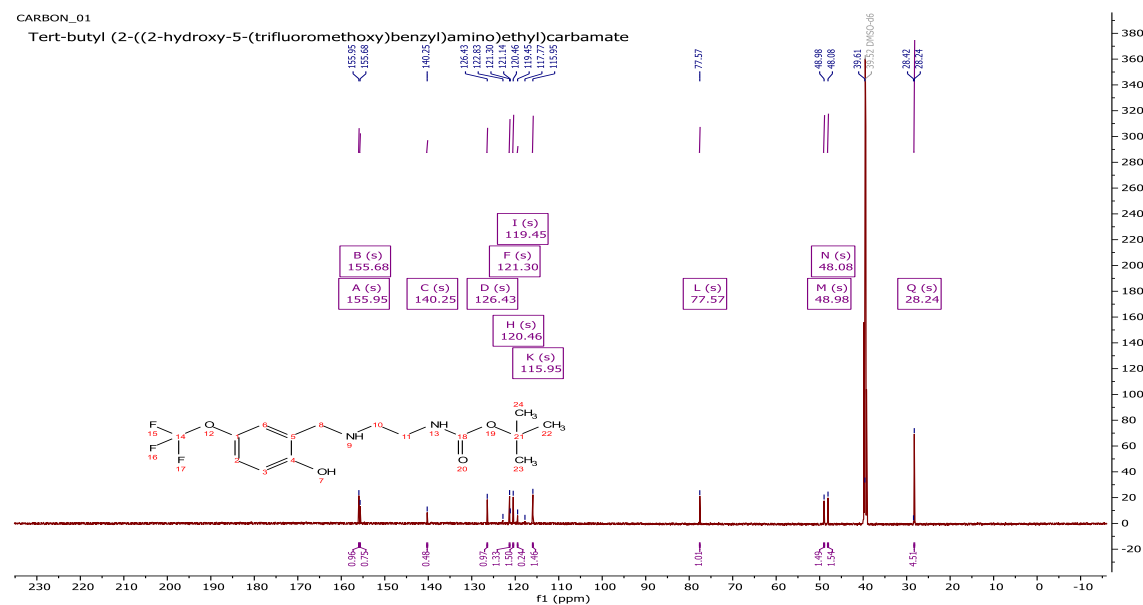 CARBON_01
Tert-butyl (2-((2-hydroxy-5-(trifluoromethoxy)benzyl)amino)ethyl)carbamate
155.95
155.68
140.25
126.43
122.83
121.30
121.14
120.46
119.45
117.77
115.95
77.57
48.98
48.08
39.61
39.52 DMSO-d6
28.42
28.24
I (s)
119.45
B (s)
155.68
F (s)
121.30
N (s)
48.08
A (s)
155.95
C (s)
140.25
D (s)
126.43
L (s)
77.57
M (s)
48.98
Q (s)
28.24
H (s)
120.46
K (s)
115.95
F
15
F
16
F
17
14
O
12
1
2
3
4
5
6
OH
7
8
NH
9
10
11
NH
13
18
O
20
O
19
21
CH3
22
CH3
23
CH3
24
0.96
0.75
0.48
0.97
1.33
1.50
0.24
1.46
1.01
1.49
1.54
4.51
230 220 210 200 190 180 170 160 150 140 130 120 110 100 90 80 70 60 50 40 30 20 10 0 -10
f1 (ppm)
380
360
340
320
300
280
260
240
220
200
180
160
140
120
100
80
60
40
20
0
-20